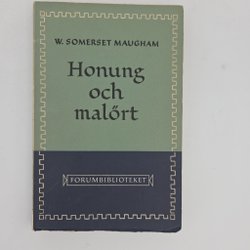 W. SOMERSET MAUGHAM
Honung
och
malört
FORUMBIBLIOTEKET